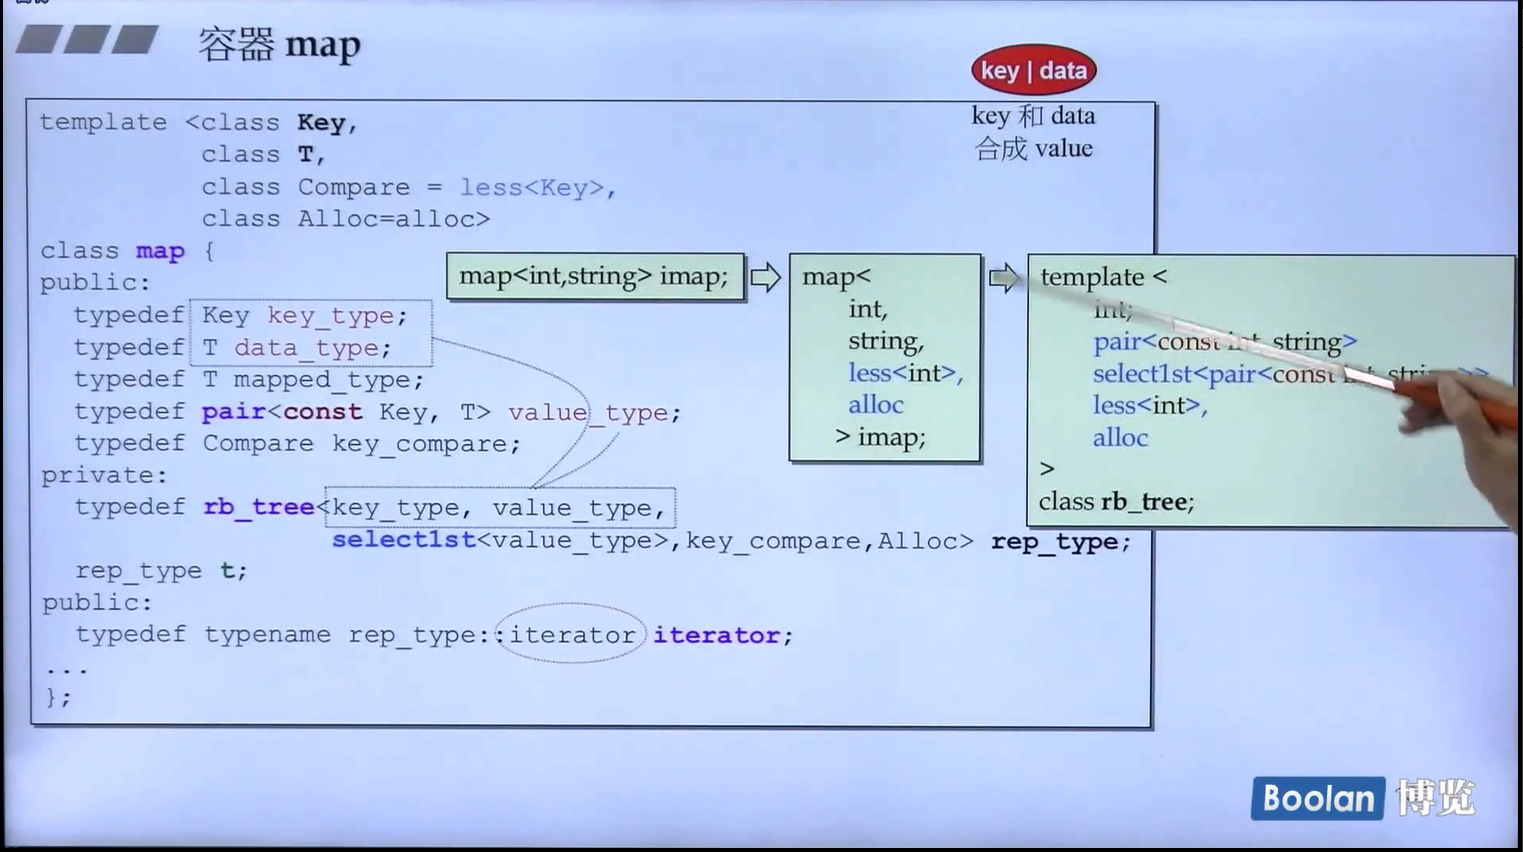 容器 map
key | data
key 和 data
合成 value
template <class Key,
class T,
class Compare = less<Key>,
class Alloc=alloc>
class map {
public:
typedef Key key_type;
typedef T data_type;
typedef T mapped_type;
typedef pair<const Key, T> value_type;
typedef Compare key_compare;
private:
typedef rb_tree<key_type, value_type,
select1st<value_type>,key_compare,Alloc> rep_type;
rep_type t;
public:
typedef typename rep_type::iterator iterator;
...
};
map<int,string> imap;
map<
int,
string,
less<int>,
alloc
> imap;
template <
int;
pair<const int, string>
select1st<pair<const int, string>>
less<int>,
alloc
>
class rb_tree;
Boolan 博览